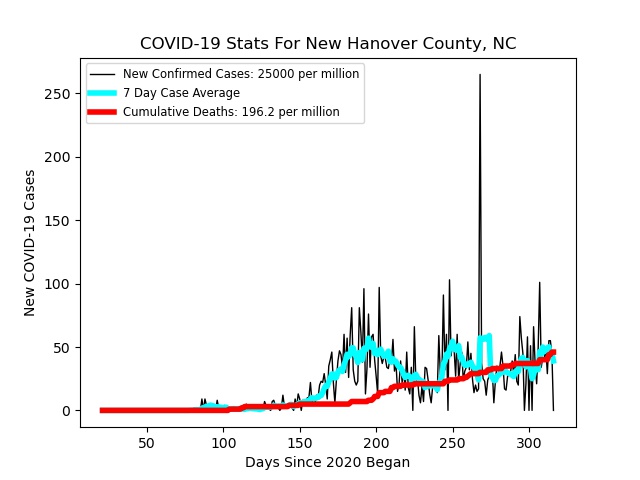 COVID-19 Stats For New Hanover County, NC
New Confirmed Cases: 25000 per million
7 Day Case Average
Cumulative Deaths: 196.2 per million
New COVID-19 Cases
250
200
150
100
50
0
50 100 150 200 250 300
Days Since 2020 Began